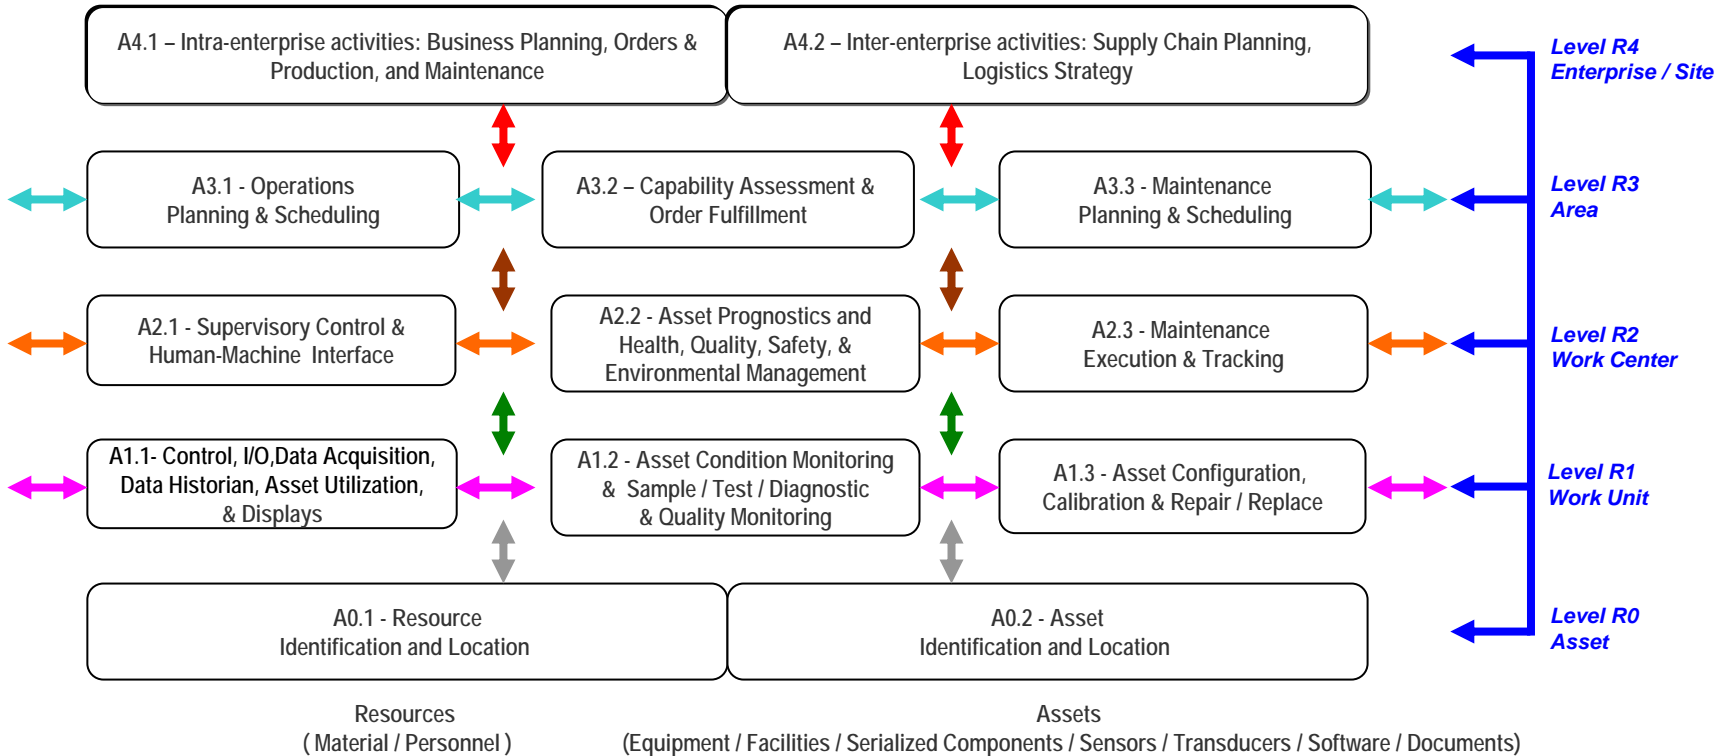 A4.1 – Intra-enterprise activities: Business Planning, Orders &
Production, and Maintenance
A4.2 – Inter-enterprise activities: Supply Chain Planning,
Logistics Strategy
Level R4
Enterprise / Site
A3.1 - Operations
Planning & Scheduling
A3.2 – Capability Assessment &
Order Fulfillment
A3.3 - Maintenance
Planning & Scheduling
Level R3
Area
A2.1 - Supervisory Control &
Human-Machine Interface
A2.2 - Asset Prognostics and
Health, Quality, Safety, &
Environmental Management
A2.3 - Maintenance
Execution & Tracking
Level R2
Work Center
A1.1- Control, I/O,Data Acquisition,
Data Historian, Asset Utilization,
& Displays
A1.2 - Asset Condition Monitoring
& Sample / Test / Diagnostic
& Quality Monitoring
A1.3 - Asset Configuration,
Calibration & Repair / Replace
Level R1
Work Unit
A0.1 - Resource
Identification and Location
A0.2 - Asset
Identification and Location
Level R0
Asset
Resources
( Material / Personnel )
Assets
(Equipment / Facilities / Serialized Components / Sensors / Transducers / Software / Documents)